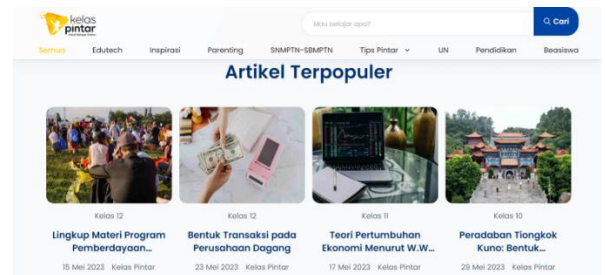 kelas
pintar
Mau belajar apa?
Cari
Semua Edutech Inspirasi Parenting SNMPTN-SBMPTN Tips Pintar UN Pendidikan Beasiswa
Artikel Terpopuler
Kelas 12
Lingkup Materi Program
Pemberdayaan...
15 Mei 2023 Kelas Pintar
Kelas 12
Bentuk Transaksi pada
Perusahaan Dagang
23 Mei 2023 Kelas Pintar
Kelas 11
Teori Pertumbuhan
Ekonomi Menurut W.W...
17 Mei 2023 Kelas Pintar
Kelas 10
Peradaban Tiongkok
Kuno: Bentuk...
29 Mei 2023 Kelas Pintar